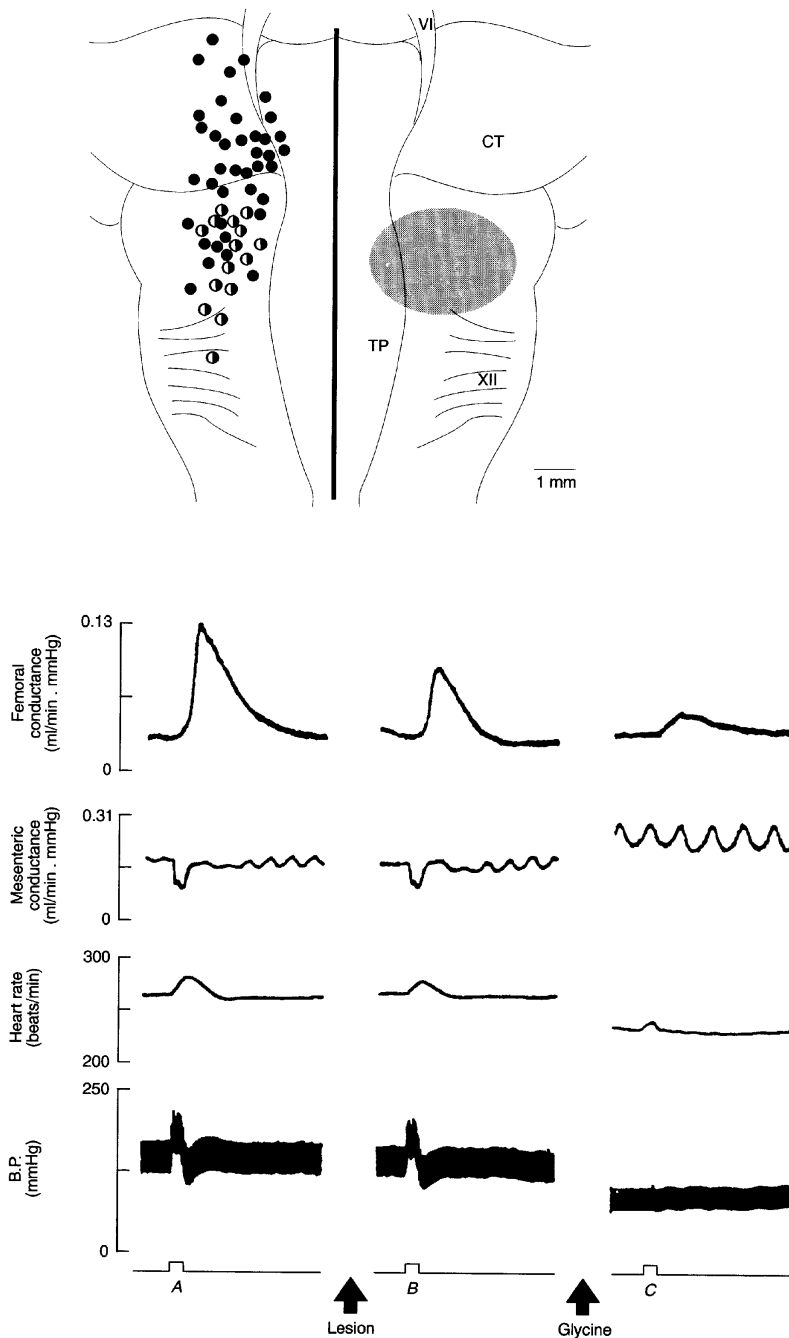 VI
CT
TP
XII
1 mm
0.13
Femoral
conductance
(ml/min . mmHg)
0
0.31
Mesenteric
conductance
(ml/min . mmHg)
0
300
Heart rate
(beats/min)
200
250
B.P.
(mmHg)
0
A
B
C
Lesion
Glycine